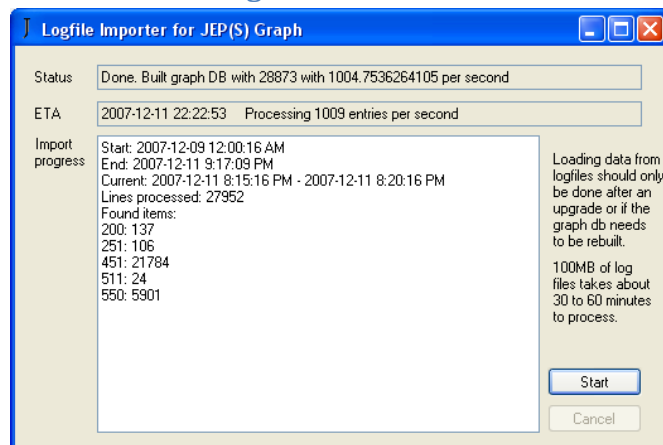 Logfile Importer for JEP(S) Graph
Status
Done. Built graph DB with 28873 with 1004.7536264105 per second
ETA
2007-12-11 22:22:53 Processing 1009 entries per second
Import
progress
Start: 2007-12-09 12:00:16 AM
End: 2007-12-11 9:17:09 PM
Current: 2007-12-11 8:15:16 PM - 2007-12-11 8:20:16 PM
Lines processed: 27952
Found items:
200: 137
251: 106
451: 21784
511: 24
550: 5901
Loading data from
logfiles should only
be done after an
upgrade or if the
graph db needs
to be rebuilt.
100MB of log
files takes about
30 to 60 minutes
to process.
Start
Cancel